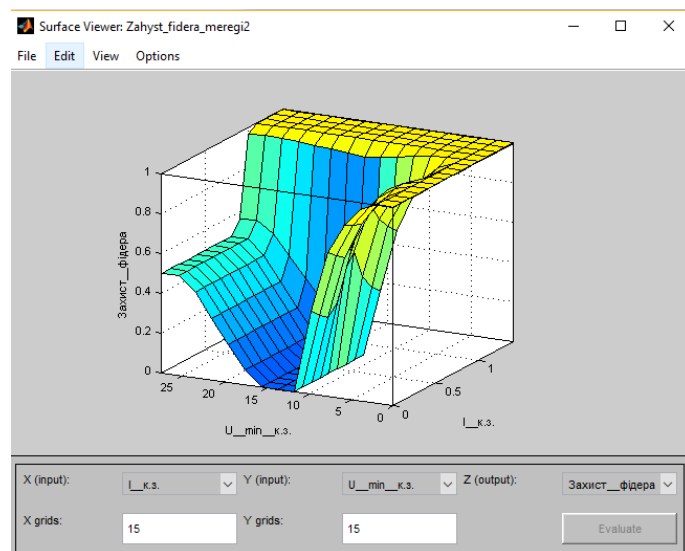 Surface Viewer: Zahyst_fidera_meregi2
File Edit View Options
1
0.8
0.6
0.4
0.2
0
Захист__фідера
25 20 15 10 5 0
U__min__к.з.
0 0.5 1
I__к.з.
X (input): I__к.з. Y (input): U__min__к.з. Z (output): Захист__фідера
X grids: 15 Y grids: 15 Evaluate